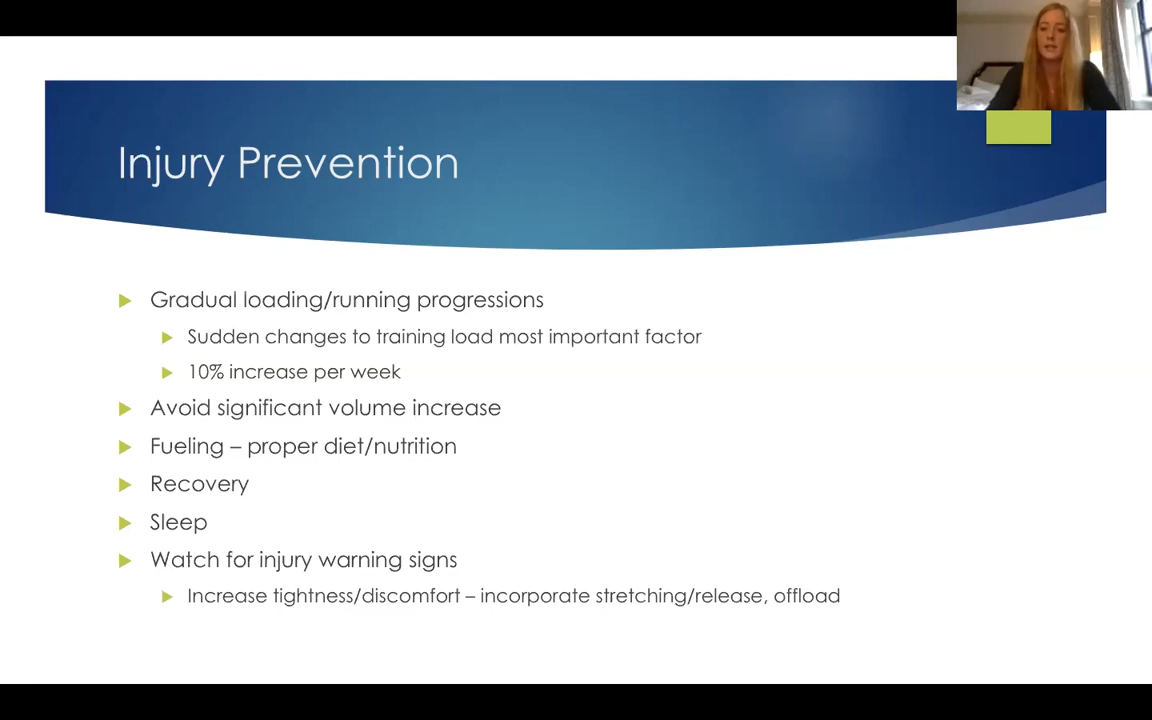 Injury Prevention
Gradual loading/running progressions
Sudden changes to training load most important factor
10% increase per week
Avoid significant volume increase
Fueling – proper diet/nutrition
Recovery
Sleep
Watch for injury warning signs
Increase tightness/discomfort – incorporate stretching/release, offload